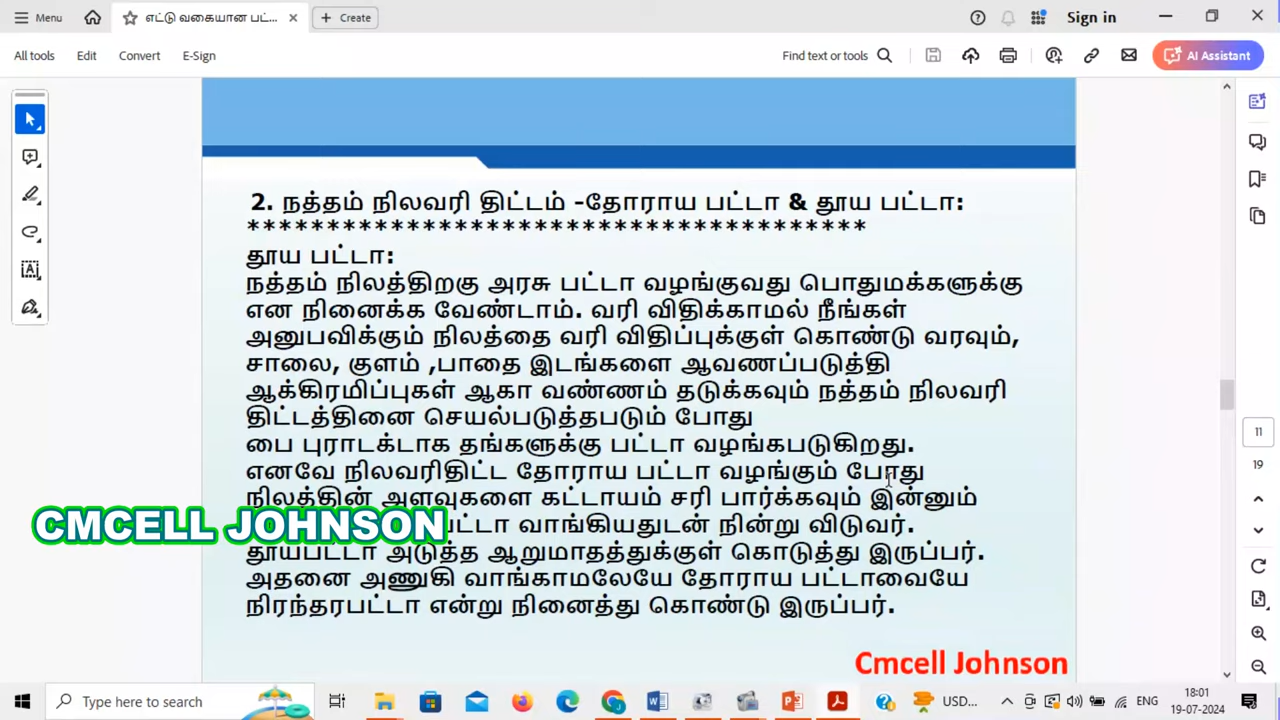 Menu
எட்டு வகையான பட்...
Create
Sign in
All tools Edit Convert E-Sign
Find text or tools
AI Assistant
2. நத்தம் நிலவரி திட்டம் -தோராய பட்டா & தூய பட்டா:
***************************************
தூய பட்டா:
நத்தம் நிலத்திறகு அரசு பட்டா வழங்குவது பொதுமக்களுக்கு
என நினைக்க வேண்டாம். வரி விதிக்காமல் நீங்கள்
அனுபவிக்கும் நிலத்தை வரி விதிப்புக்குள் கொண்டு வரவும்,
சாலை, குளம் ,பாதை இடங்களை ஆவணப்படுத்தி
ஆக்கிரமிப்புகள் ஆகா வண்ணம் தடுக்கவும் நத்தம் நிலவரி
திட்டத்தினை செயல்படுத்தபடும் போது
பை புராடக்டாக தங்களுக்கு பட்டா வழங்கபடுகிறது.
எனவே நிலவரிதிட்ட தோராய பட்டா வழங்கும் போது
நிலத்தின் அளவுகளை கட்டாயம் சரி பார்க்கவும் இன்னும்
பட்டா வாங்கியதுடன் நின்று விடுவர்.
CMCELL JOHNSON
தூயபட்டா அடுத்த ஆறுமாதத்துக்குள் கொடுத்து இருப்பர்.
அதனை அணுகி வாங்காமலேயே தோராய பட்டாவையே
நிரந்தரபட்டா என்று நினைத்து கொண்டு இருப்பர்.
Cmcell Johnson
11
19
Type here to search
USD...
ENG
18:01
19-07-2024